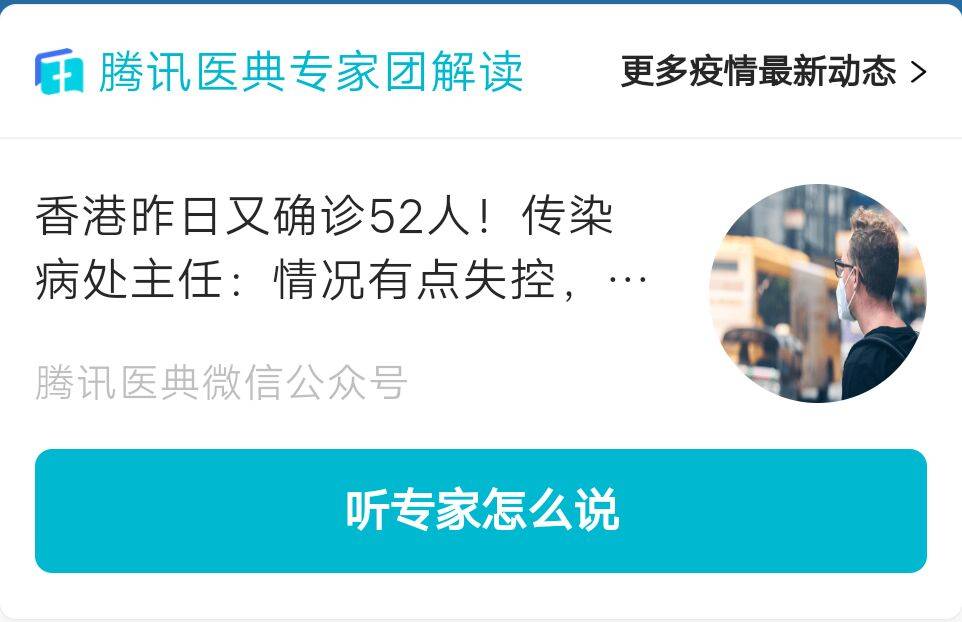 腾讯医典专家团解读
更多疫情最新动态 >
香港昨日又确诊52人！传染
病处主任：情况有点失控，…
腾讯医典微信公众号
听专家怎么说